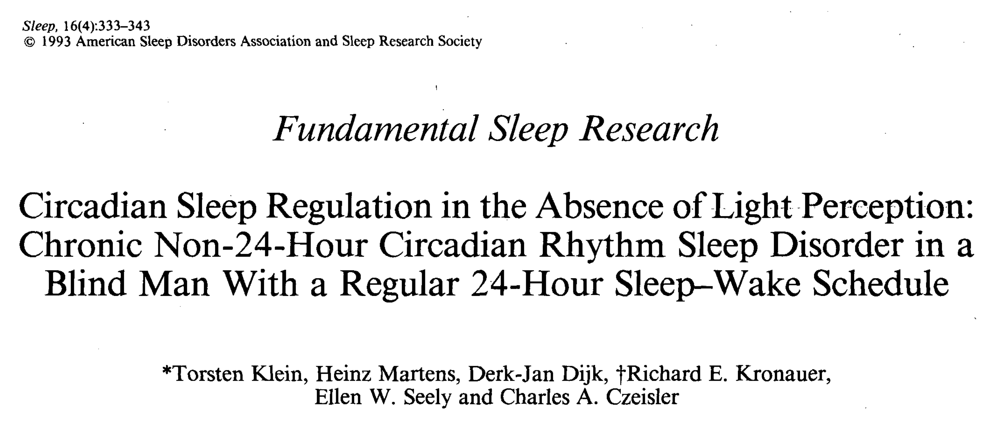 Sleep, 16(4):333–343
© 1993 American Sleep Disorders Association and Sleep Research Society
Fundamental Sleep Research
Circadian Sleep Regulation in the Absence of Light Perception:
Chronic Non-24-Hour Circadian Rhythm Sleep Disorder in a
Blind Man With a Regular 24-Hour Sleep–Wake Schedule
*Torsten Klein, Heinz Martens, Derk-Jan Dijk, †Richard E. Kronauer,
Ellen W. Seely and Charles A. Czeisler